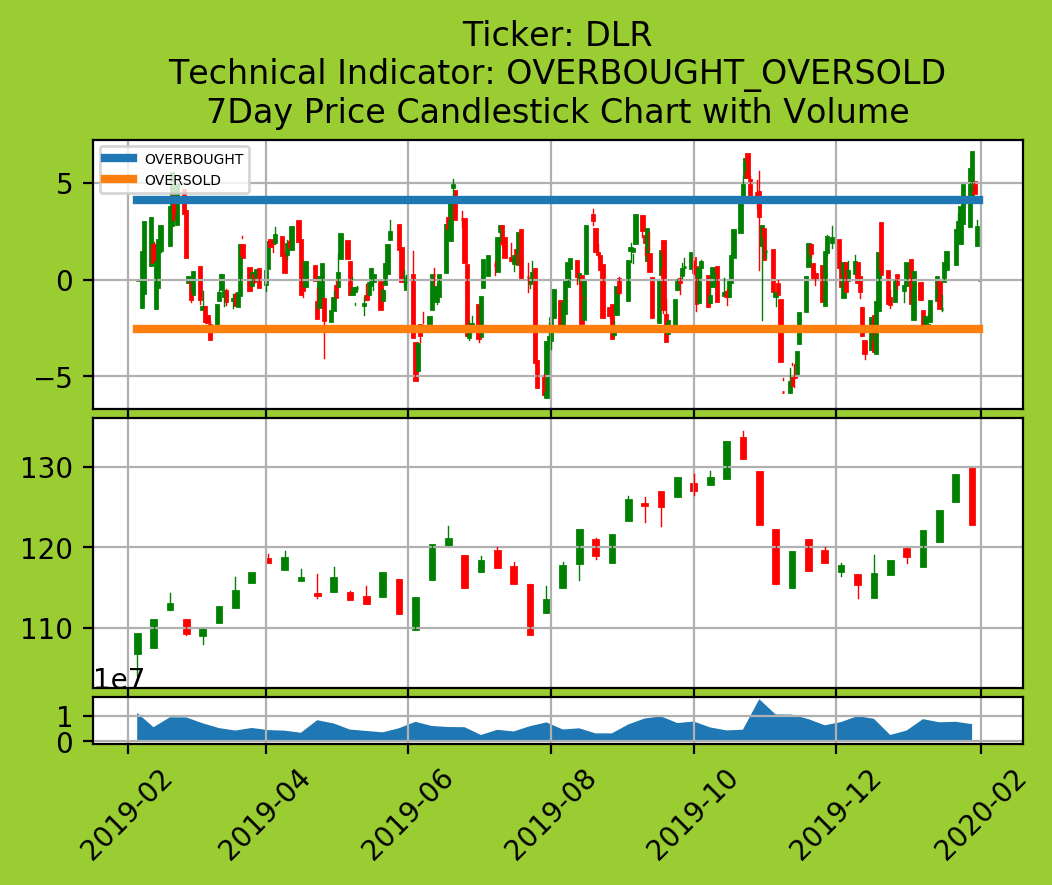 Ticker: DLR
Technical Indicator: OVERBOUGHT_OVERSOLD
7Day Price Candlestick Chart with Volume
OVERBOUGHT
OVERSOLD
5
0
−5
130
120
110
1e7
1
0
2019-02
2019-04
2019-06
2019-08
2019-10
2019-12
2020-02